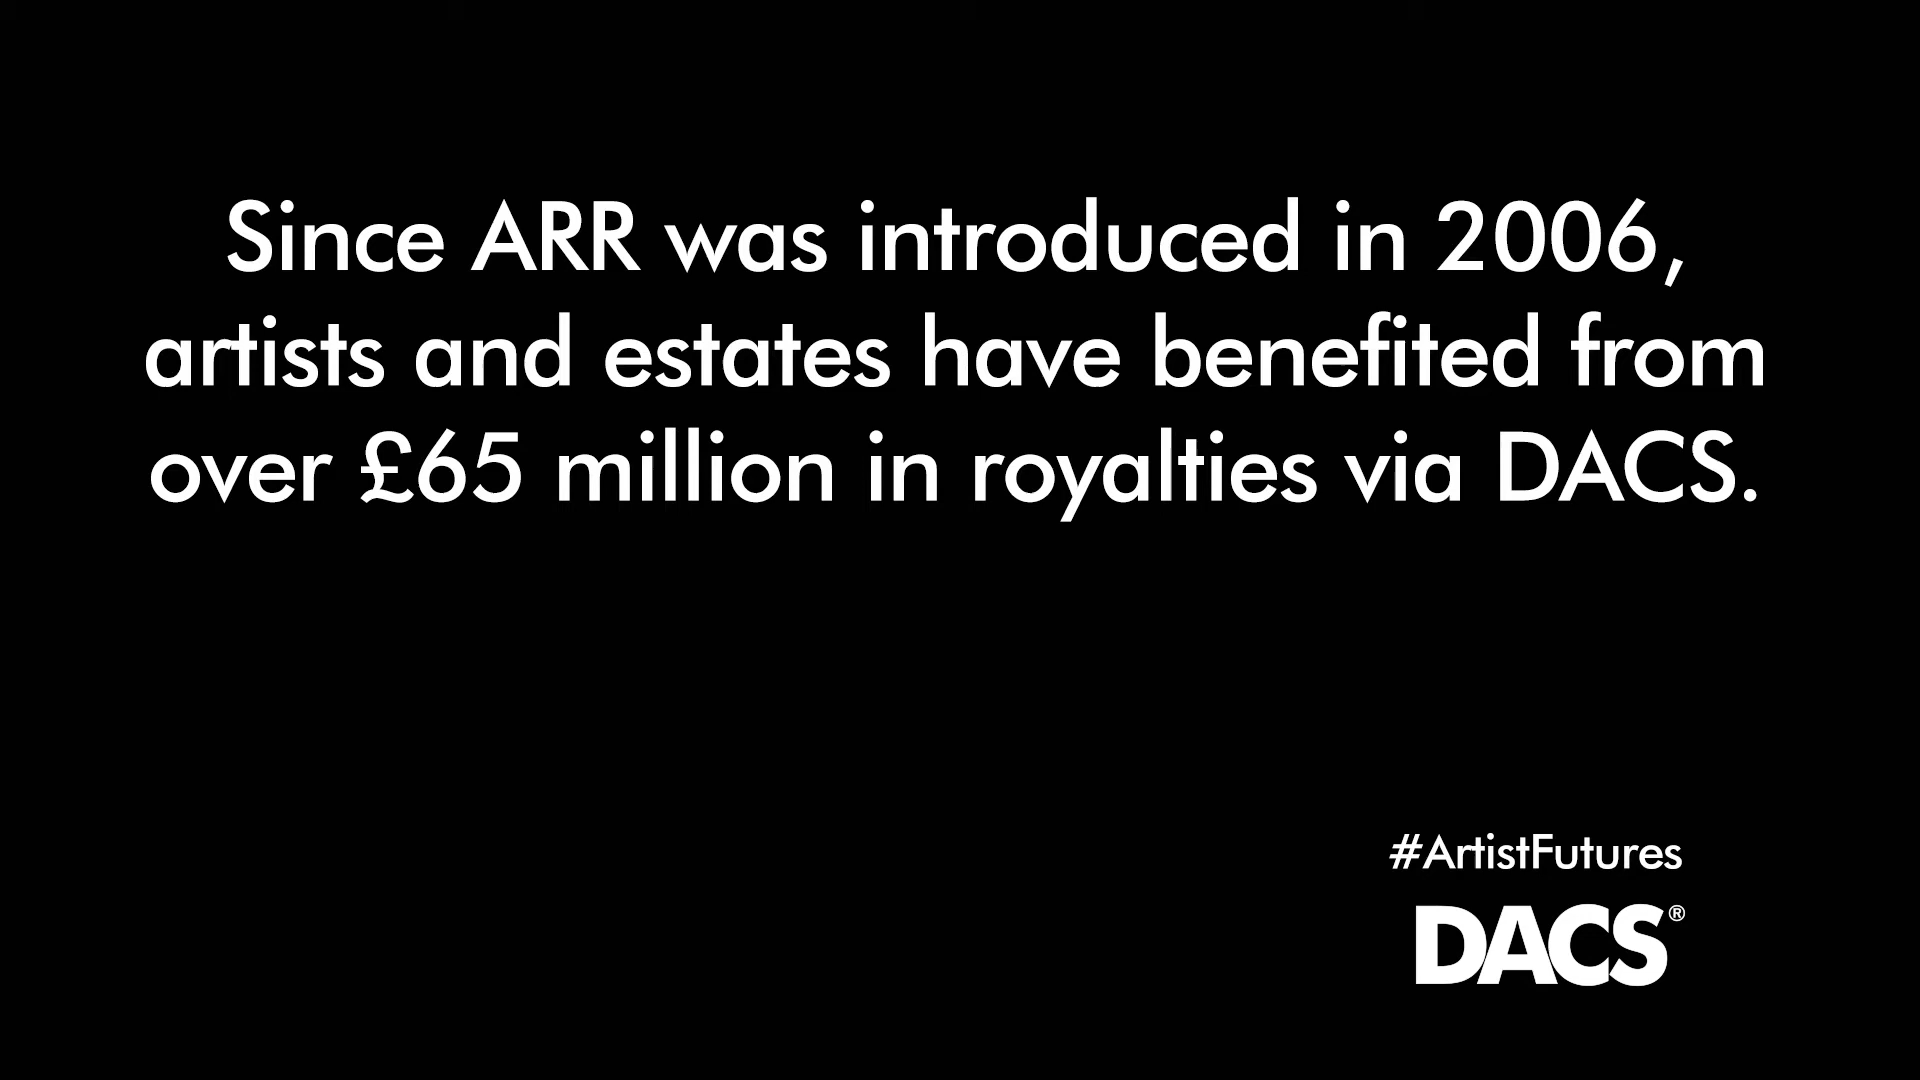 Since ARR was introduced in 2006,
artists and estates have benefited from
over £65 million in royalties via DACS.
#ArtistFutures
DACS®